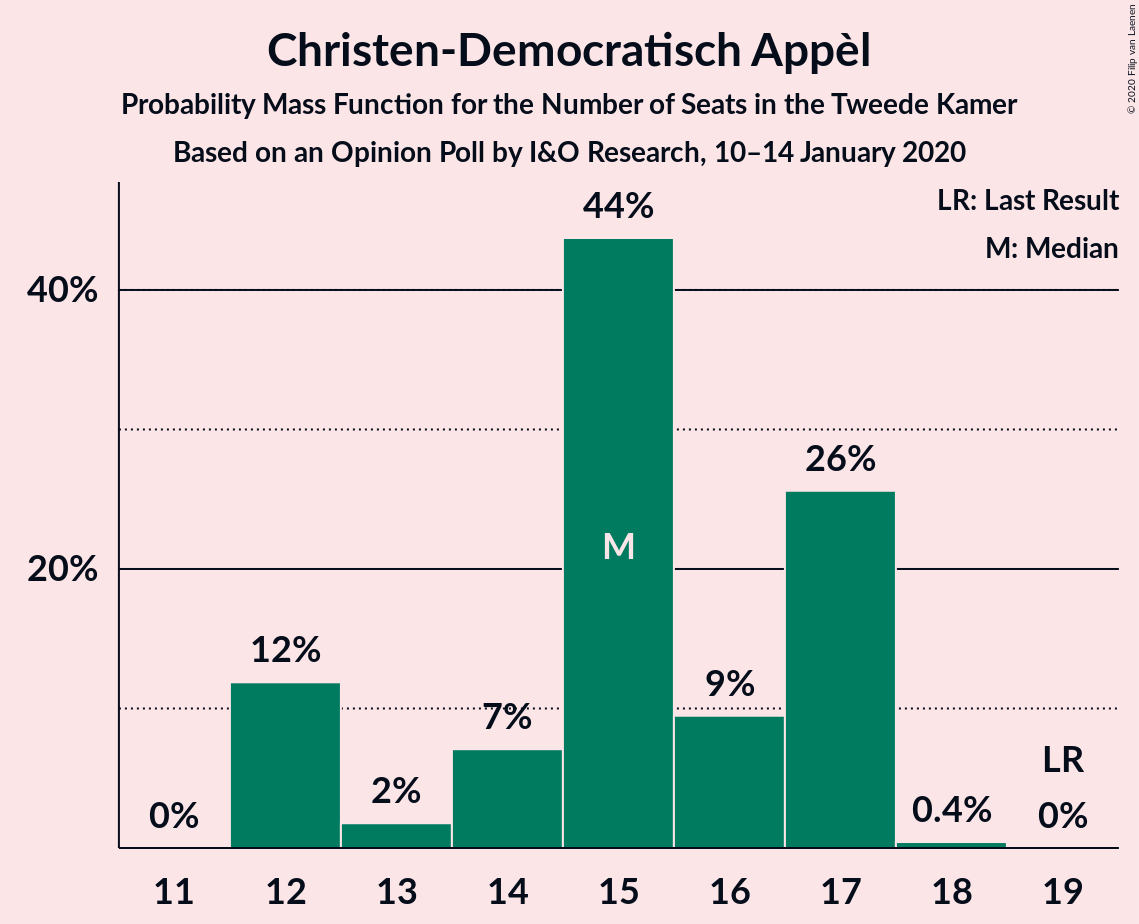 Christen-Democratisch Appèl
Probability Mass Function for the Number of Seats in the Tweede Kamer
Based on an Opinion Poll by I&O Research, 10–14 January 2020
© 2020 Filip van Laenen
LR: Last Result
M: Median
40%
20%
0%
12%
2%
7%
44%
M
9%
26%
0.4%
LR
0%
11 12 13 14 15 16 17 18 19